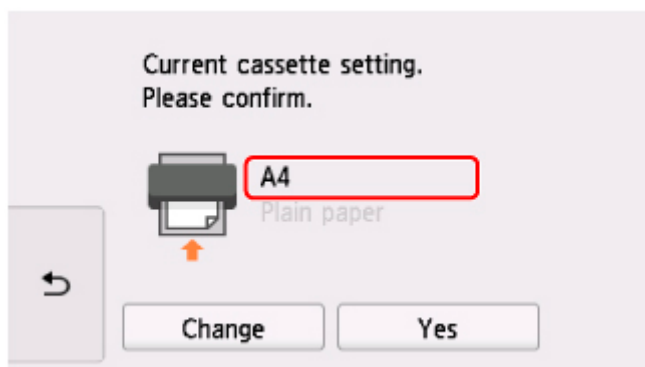 Current cassette setting.
Please confirm.
A4
Plain paper
Change
Yes